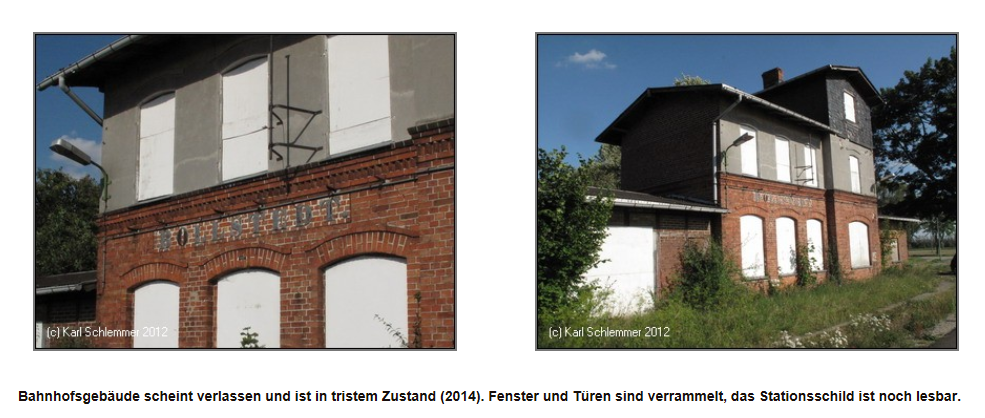 BOLLSTEDT.
(c) Karl Schlemmer 2012
(c) Karl Schlemmer 2012
Bahnhofsgebäude scheint verlassen und ist in tristem Zustand (2014). Fenster und Türen sind verrammelt, das Stationsschild ist noch lesbar.